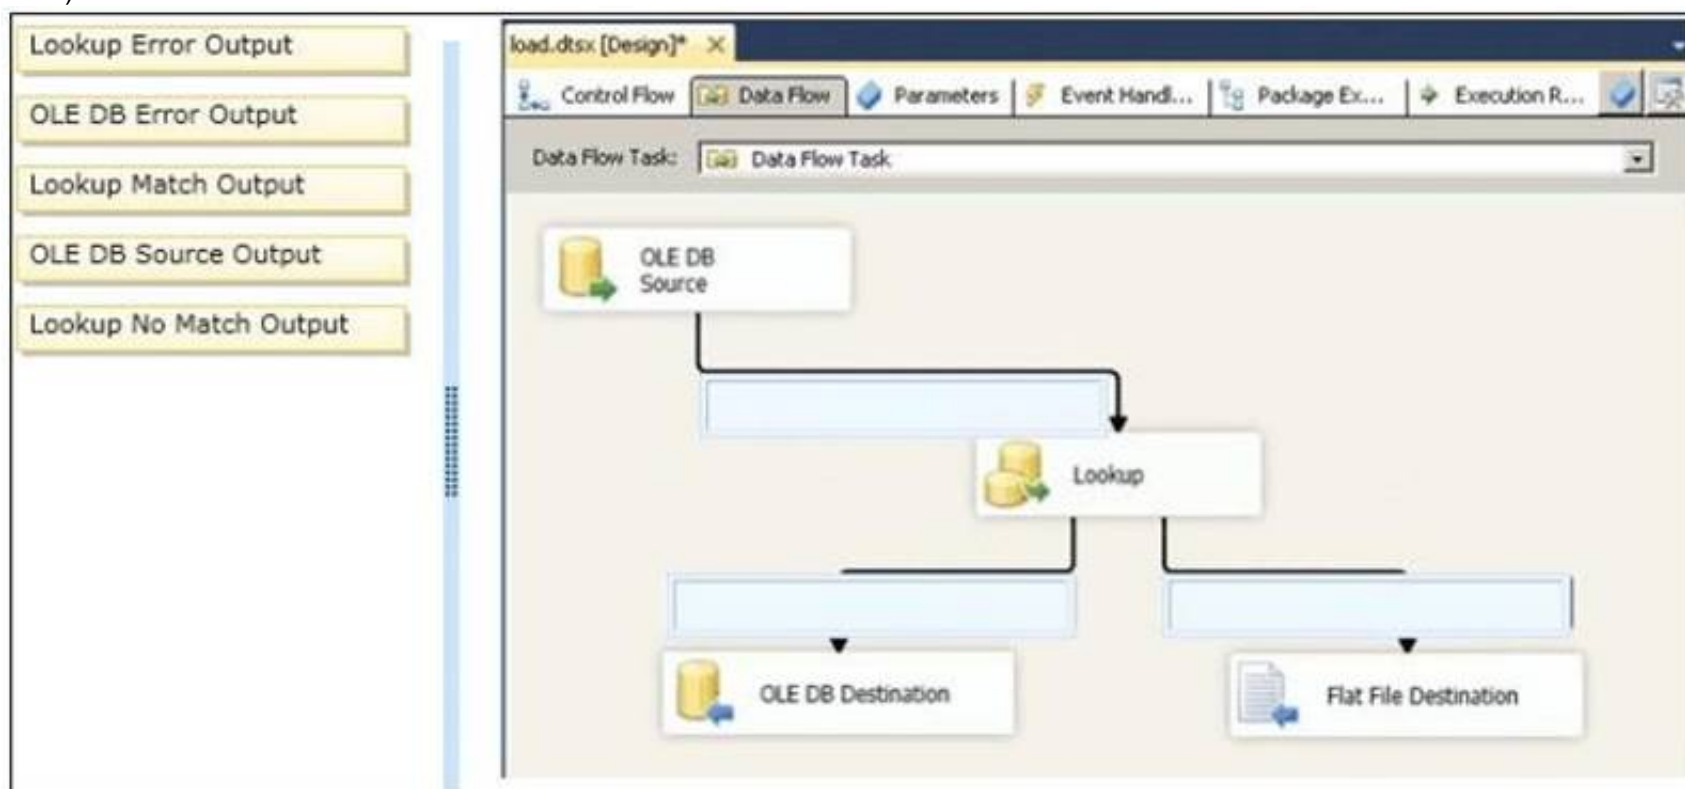 Lookup Error Output
OLE DB Error Output
Lookup Match Output
OLE DB Source Output
Lookup No Match Output
load.dtsx [Design]*
Control Flow
Data Flow
Parameters
Event Handl...
Package Ex...
Execution R...
Data Flow Task:
Data Flow Task
OLE DB
Source
Lookup
OLE DB Destination
Flat File Destination